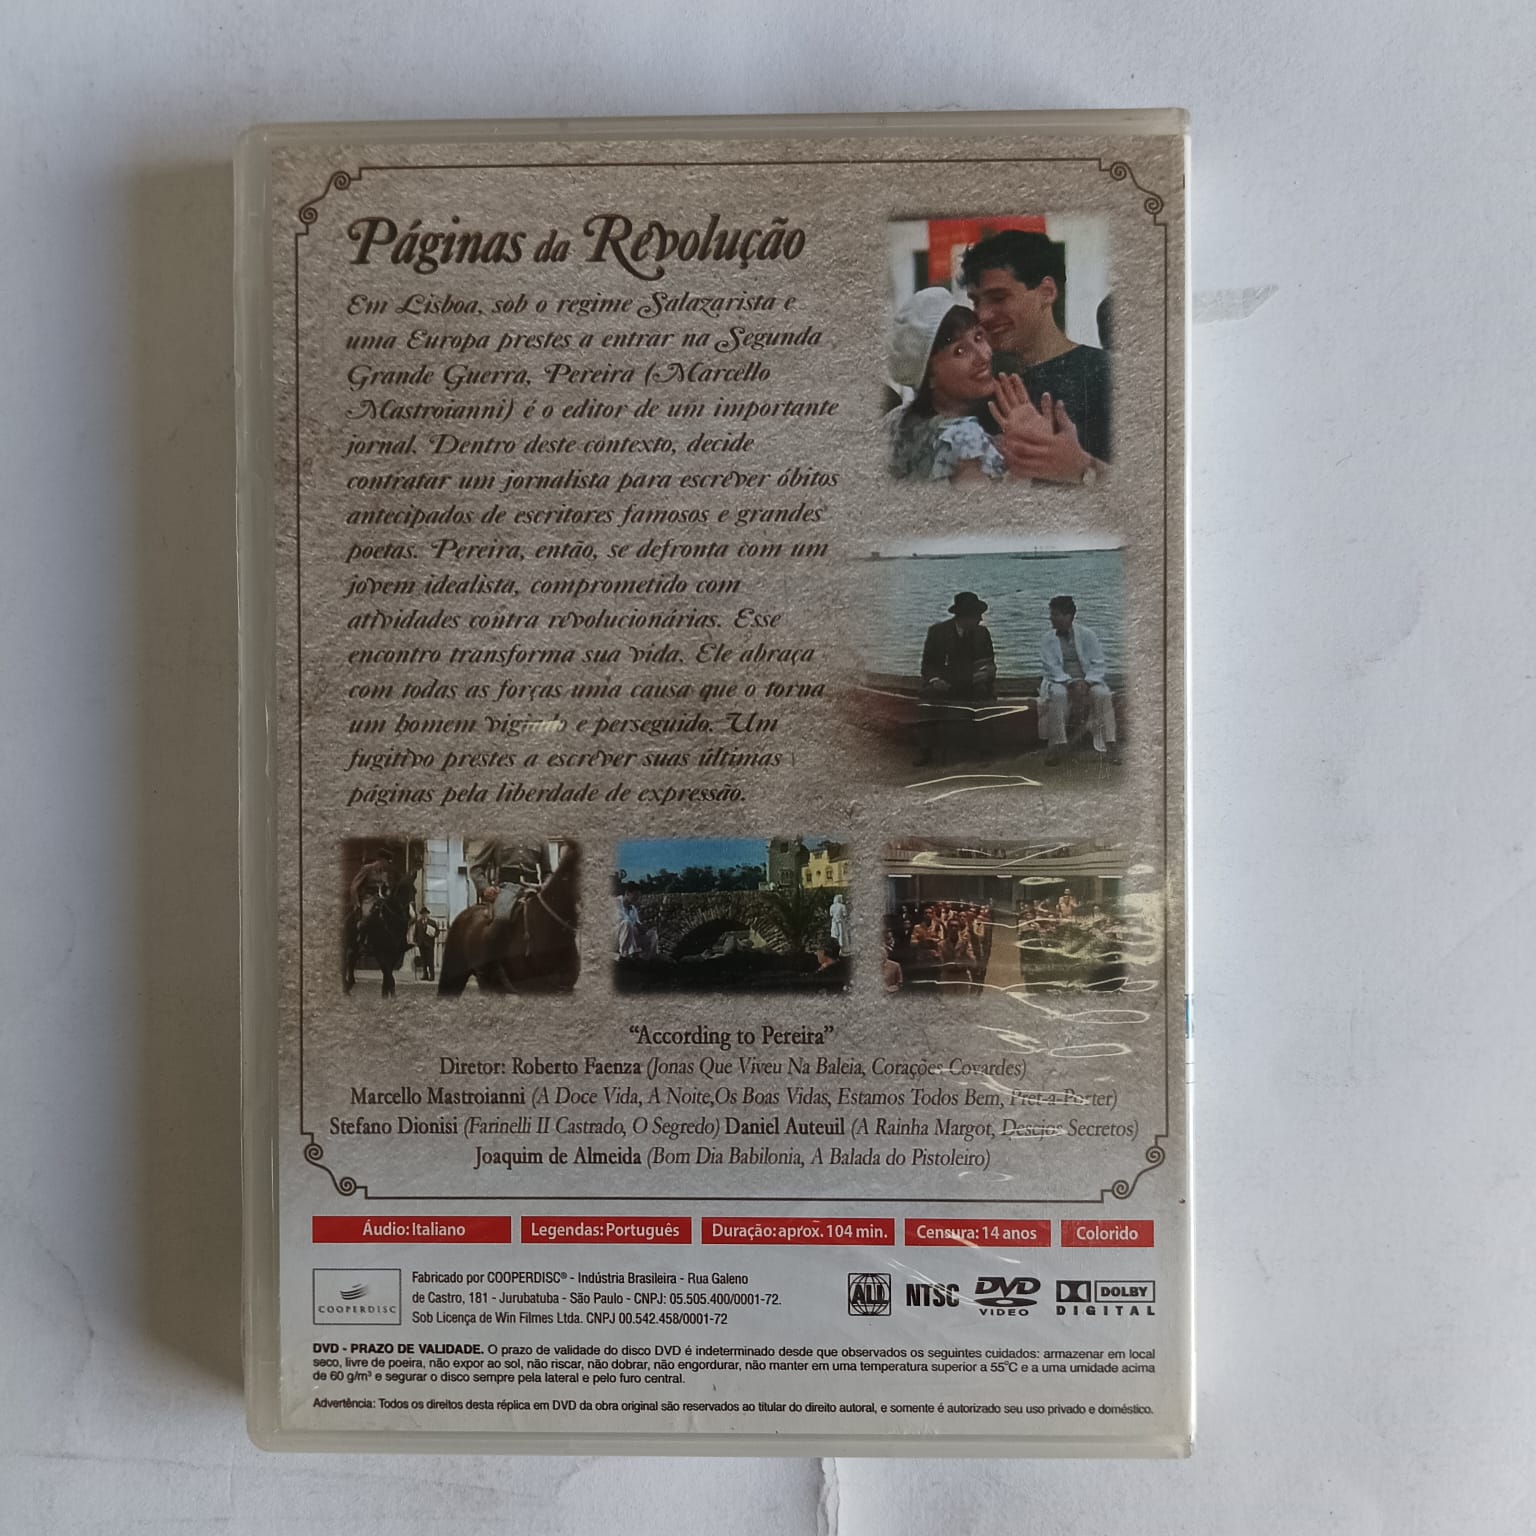 Páginas da Revolução
Em Lisboa, sob o regime Salazarista e
uma Europa prestes a entrar na Segunda
Grande Guerra, Pereira (Marcello
Mastroianni) é o editor de um importante
jornal. Dentro deste contexto, decide
contratar um jornalista para escrever óbitos
antecipados de escritores famosos e grandes
poetas. Pereira, então, se defronta com um
jovem idealista, comprometido com
atividades contra revolucionárias. Esse
encontro transforma sua vida. Ele abraça
com todas as forças uma causa que o torna
um homem vigiado e perseguido. Um
fugitivo prestes a escrever suas últimas
páginas pela liberdade de expressão.
“According to Pereira”
Diretor: Roberto Faenza (Jonas Que Viveu Na Baleia, Corações Covardes)
Marcello Mastroianni (A Doce Vida, A Noite,Os Boas Vidas, Estamos Todos Bem, Pret-a-Porter)
Stefano Dionisi (Farinelli II Castrado, O Segredo) Daniel Auteuil (A Rainha Margot, Desejos Secretos)
Joaquim de Almeida (Bom Dia Babilonia, A Balada do Pistoleiro)
Áudio: Italiano Legendas: Português Duração: aprox. 104 min. Censura: 14 anos Colorido
COOPERDISC
Fabricado por COOPERDISC® - Indústria Brasileira - Rua Galeno
de Castro, 181 - Jurubatuba - São Paulo - CNPJ: 05.505.400/0001-72.
Sob Licença de Win Filmes Ltda. CNPJ 00.542.458/0001-72
ALL NTSC DVD VIDEO DOLBY DIGITAL
DVD - PRAZO DE VALIDADE. O prazo de validade do disco DVD é indeterminado desde que observados os seguintes cuidados: armazenar em local
seco, livre de poeira, não expor ao sol, não riscar, não dobrar, não engordurar, não manter em uma temperatura superior a 55°C e a uma umidade acima
de 60 g/m³ e segurar o disco sempre pela lateral e pelo furo central.
Advertência: Todos os direitos desta réplica em DVD da obra original são reservados ao titular do direito autoral, e somente é autorizado seu uso privado e doméstico.